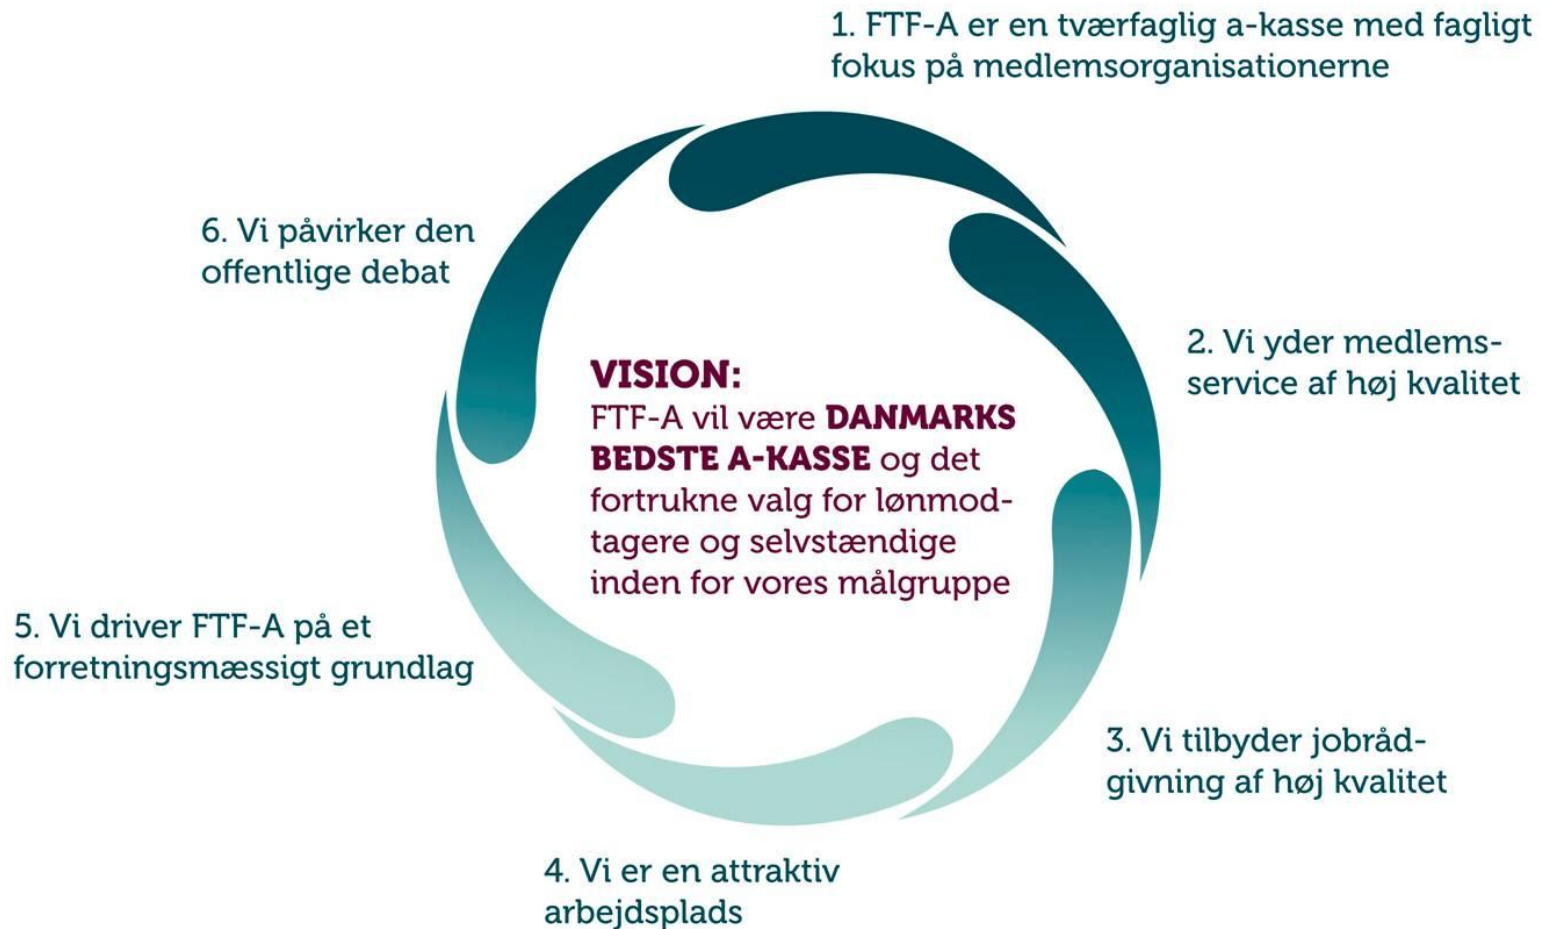 1. FTF-A er en tværfaglig a-kasse med fagligt
fokus på medlemsorganisationerne
2. Vi yder medlems-
service af høj kvalitet
3. Vi tilbyder jobråd-
givning af høj kvalitet
4. Vi er en attraktiv
arbejdsplads
5. Vi driver FTF-A på et
forretningsmæssigt grundlag
6. Vi påvirker den
offentlige debat
VISION:
FTF-A vil være DANMARKS
BEDSTE A-KASSE og det
fortrukne valg for lønmod-
tagere og selvstændige
inden for vores målgruppe